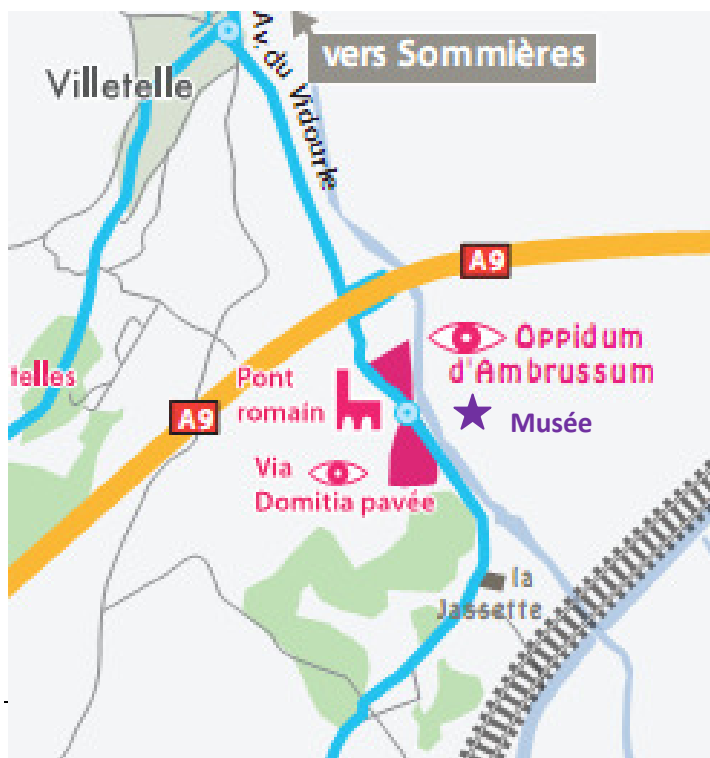 vers Sommières
Villetelle
Av. du Vidourle
A9
Oppidum
d'Ambrussum
telles
Pont
romain
A9
Musée
Via
Domitia pavée
la
Jassette